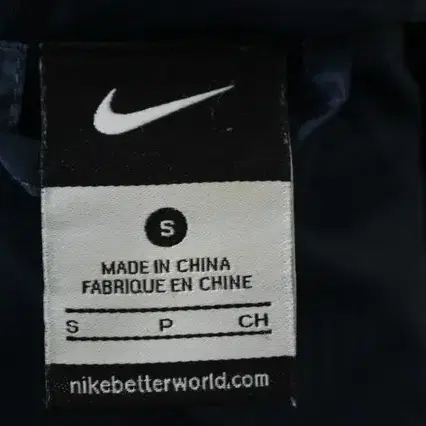 S
MADE IN CHINA
FABRIQUE EN CHINE
S P CH
nikebetterworld.com